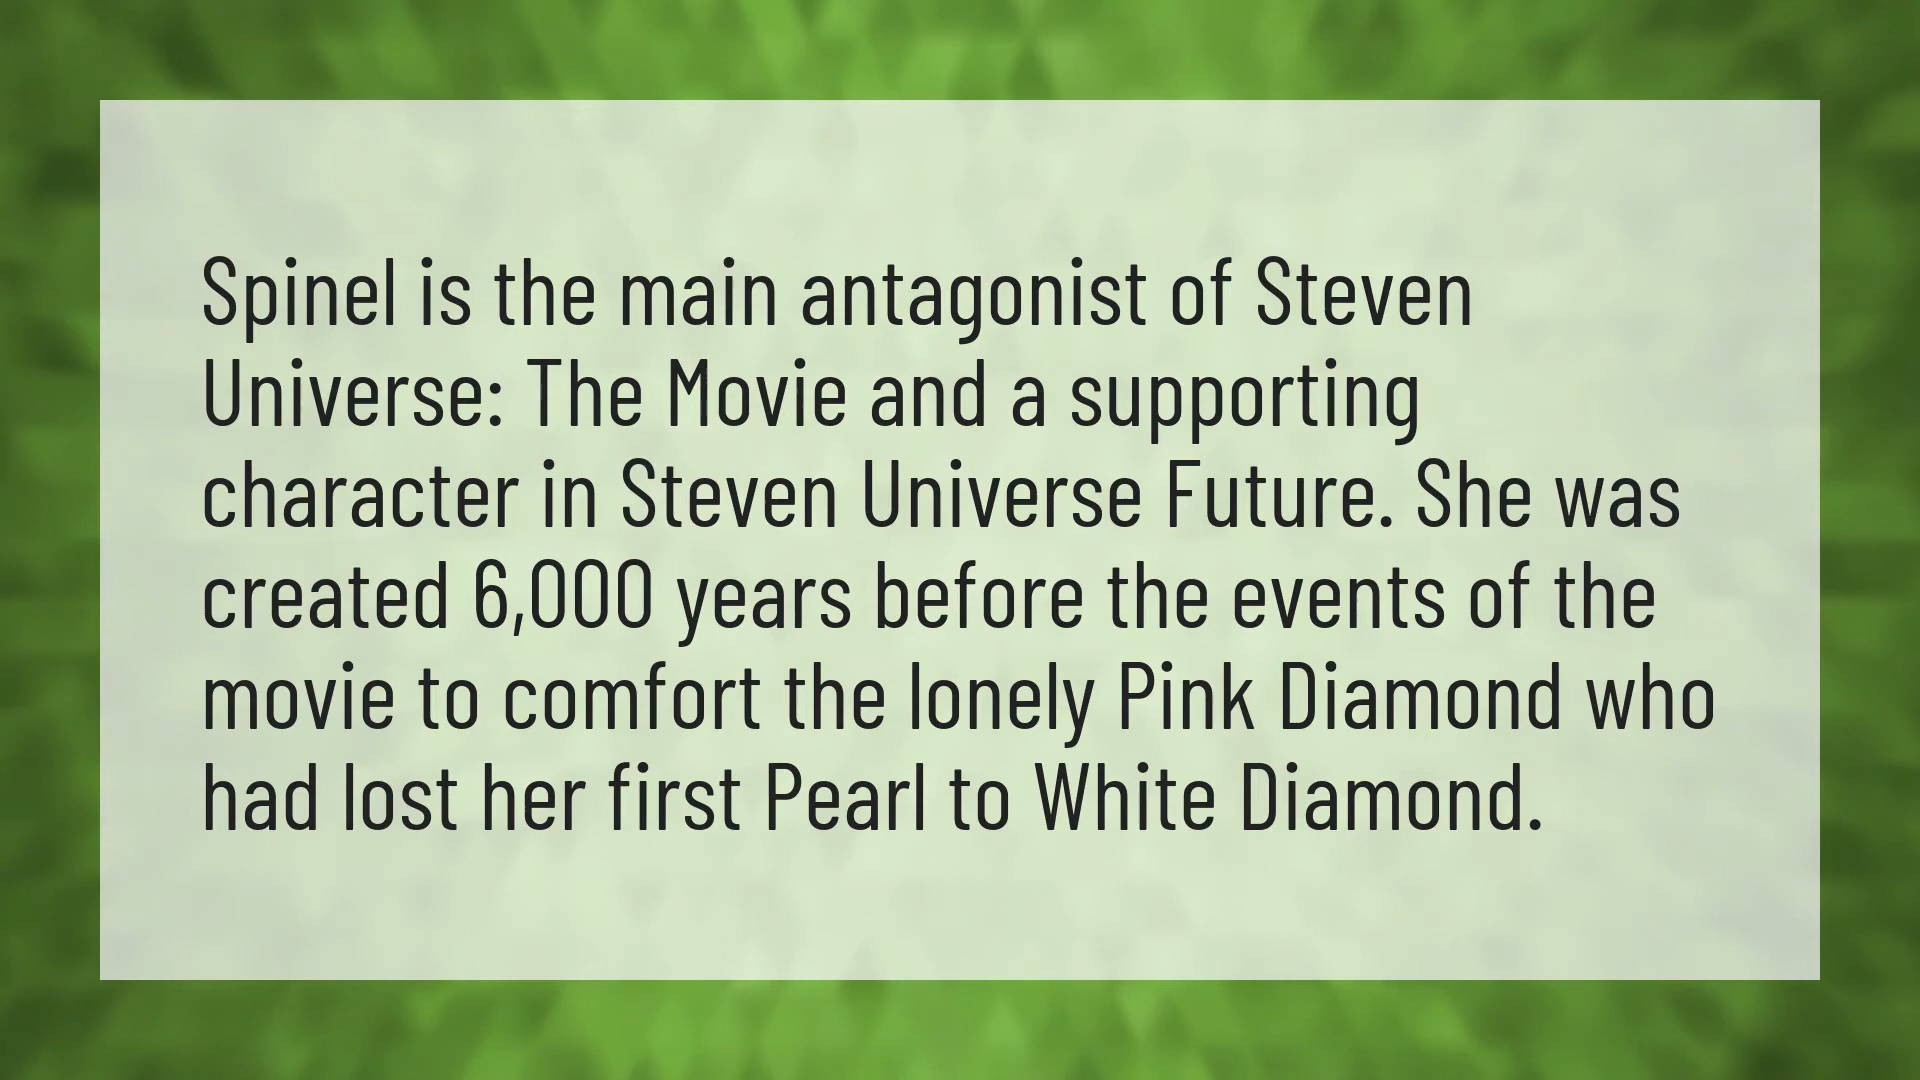 Spinel is the main antagonist of Steven
Universe: The Movie and a supporting
character in Steven Universe Future. She was
created 6,000 years before the events of the
movie to comfort the lonely Pink Diamond who
had lost her first Pearl to White Diamond.